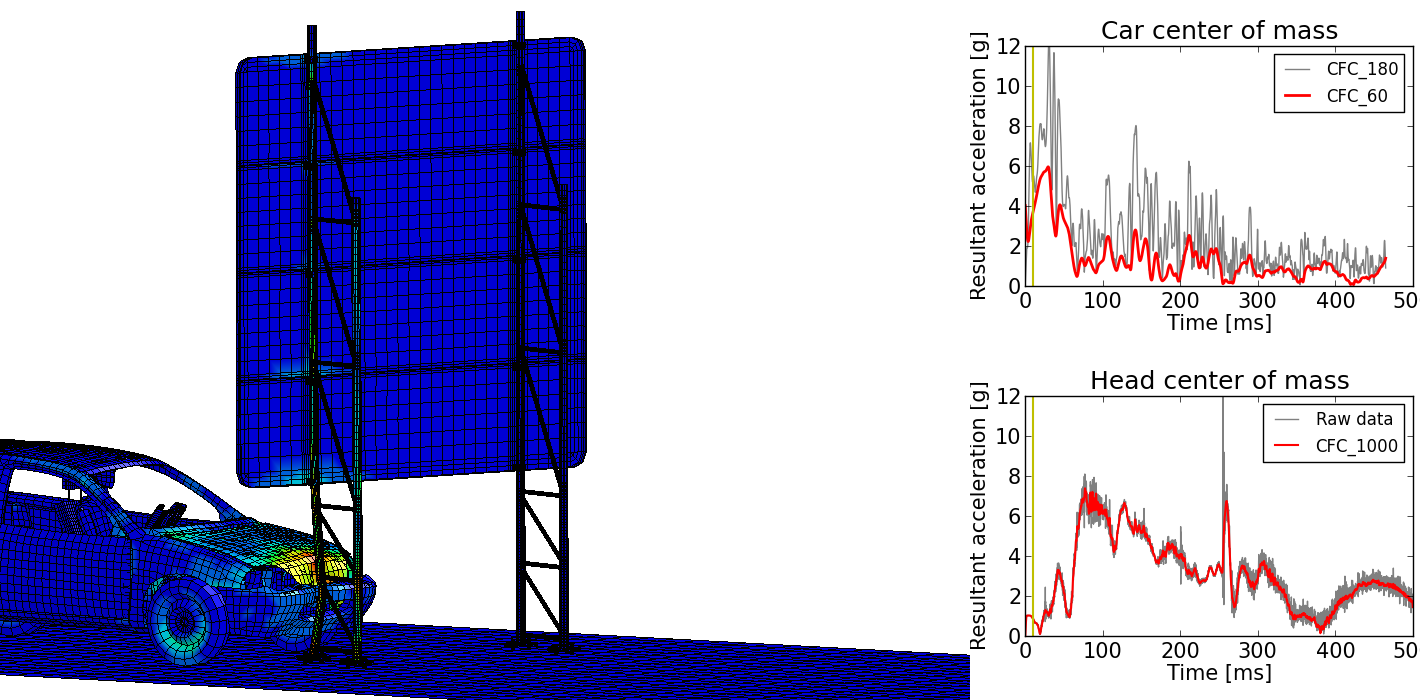 Car center of mass
Resultant acceleration [g]
12
10
8
6
4
2
0
CFC_180
CFC_60
0 100 200 300 400 50
Time [ms]
Head center of mass
Resultant acceleration [g]
12
10
8
6
4
2
0
Raw data
CFC_1000
0 100 200 300 400 50
Time [ms]